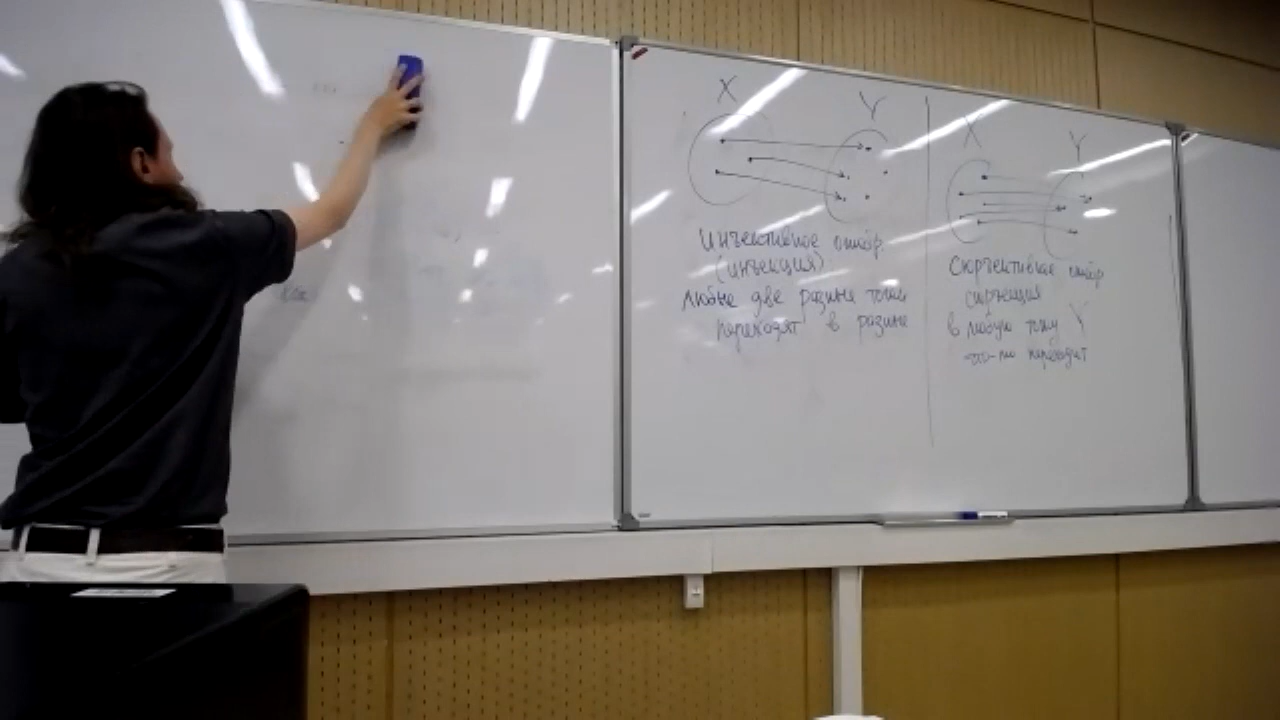 X Y
Инъективное отобр.
(инъекция)
Любые две разные точки
переходят в разные
X Y
Сюръективное отобр
сюръекция
в любую точку Y
что-то переходит